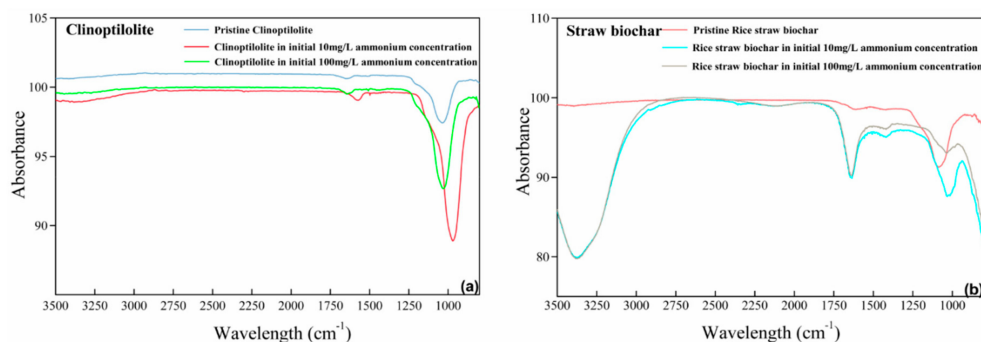 Clinoptilolite
Pristine Clinoptilolite
Clinoptilolite in initial 10mg/L ammonium concentration
Clinoptilolite in initial 100mg/L ammonium concentration
105
100
95
90
Absorbance
3500 3250 3000 2750 2500 2250 2000 1750 1500 1250 1000
Wavelength (cm⁻¹)
(a)
Straw biochar
Pristine Rice straw biochar
Rice straw biochar in initial 10mg/L ammonium concentration
Rice straw biochar in initial 100mg/L ammonium concentration
110
100
90
80
Absorbance
3500 3250 3000 2750 2500 2250 2000 1750 1500 1250 1000
Wavelength (cm⁻¹)
(b)